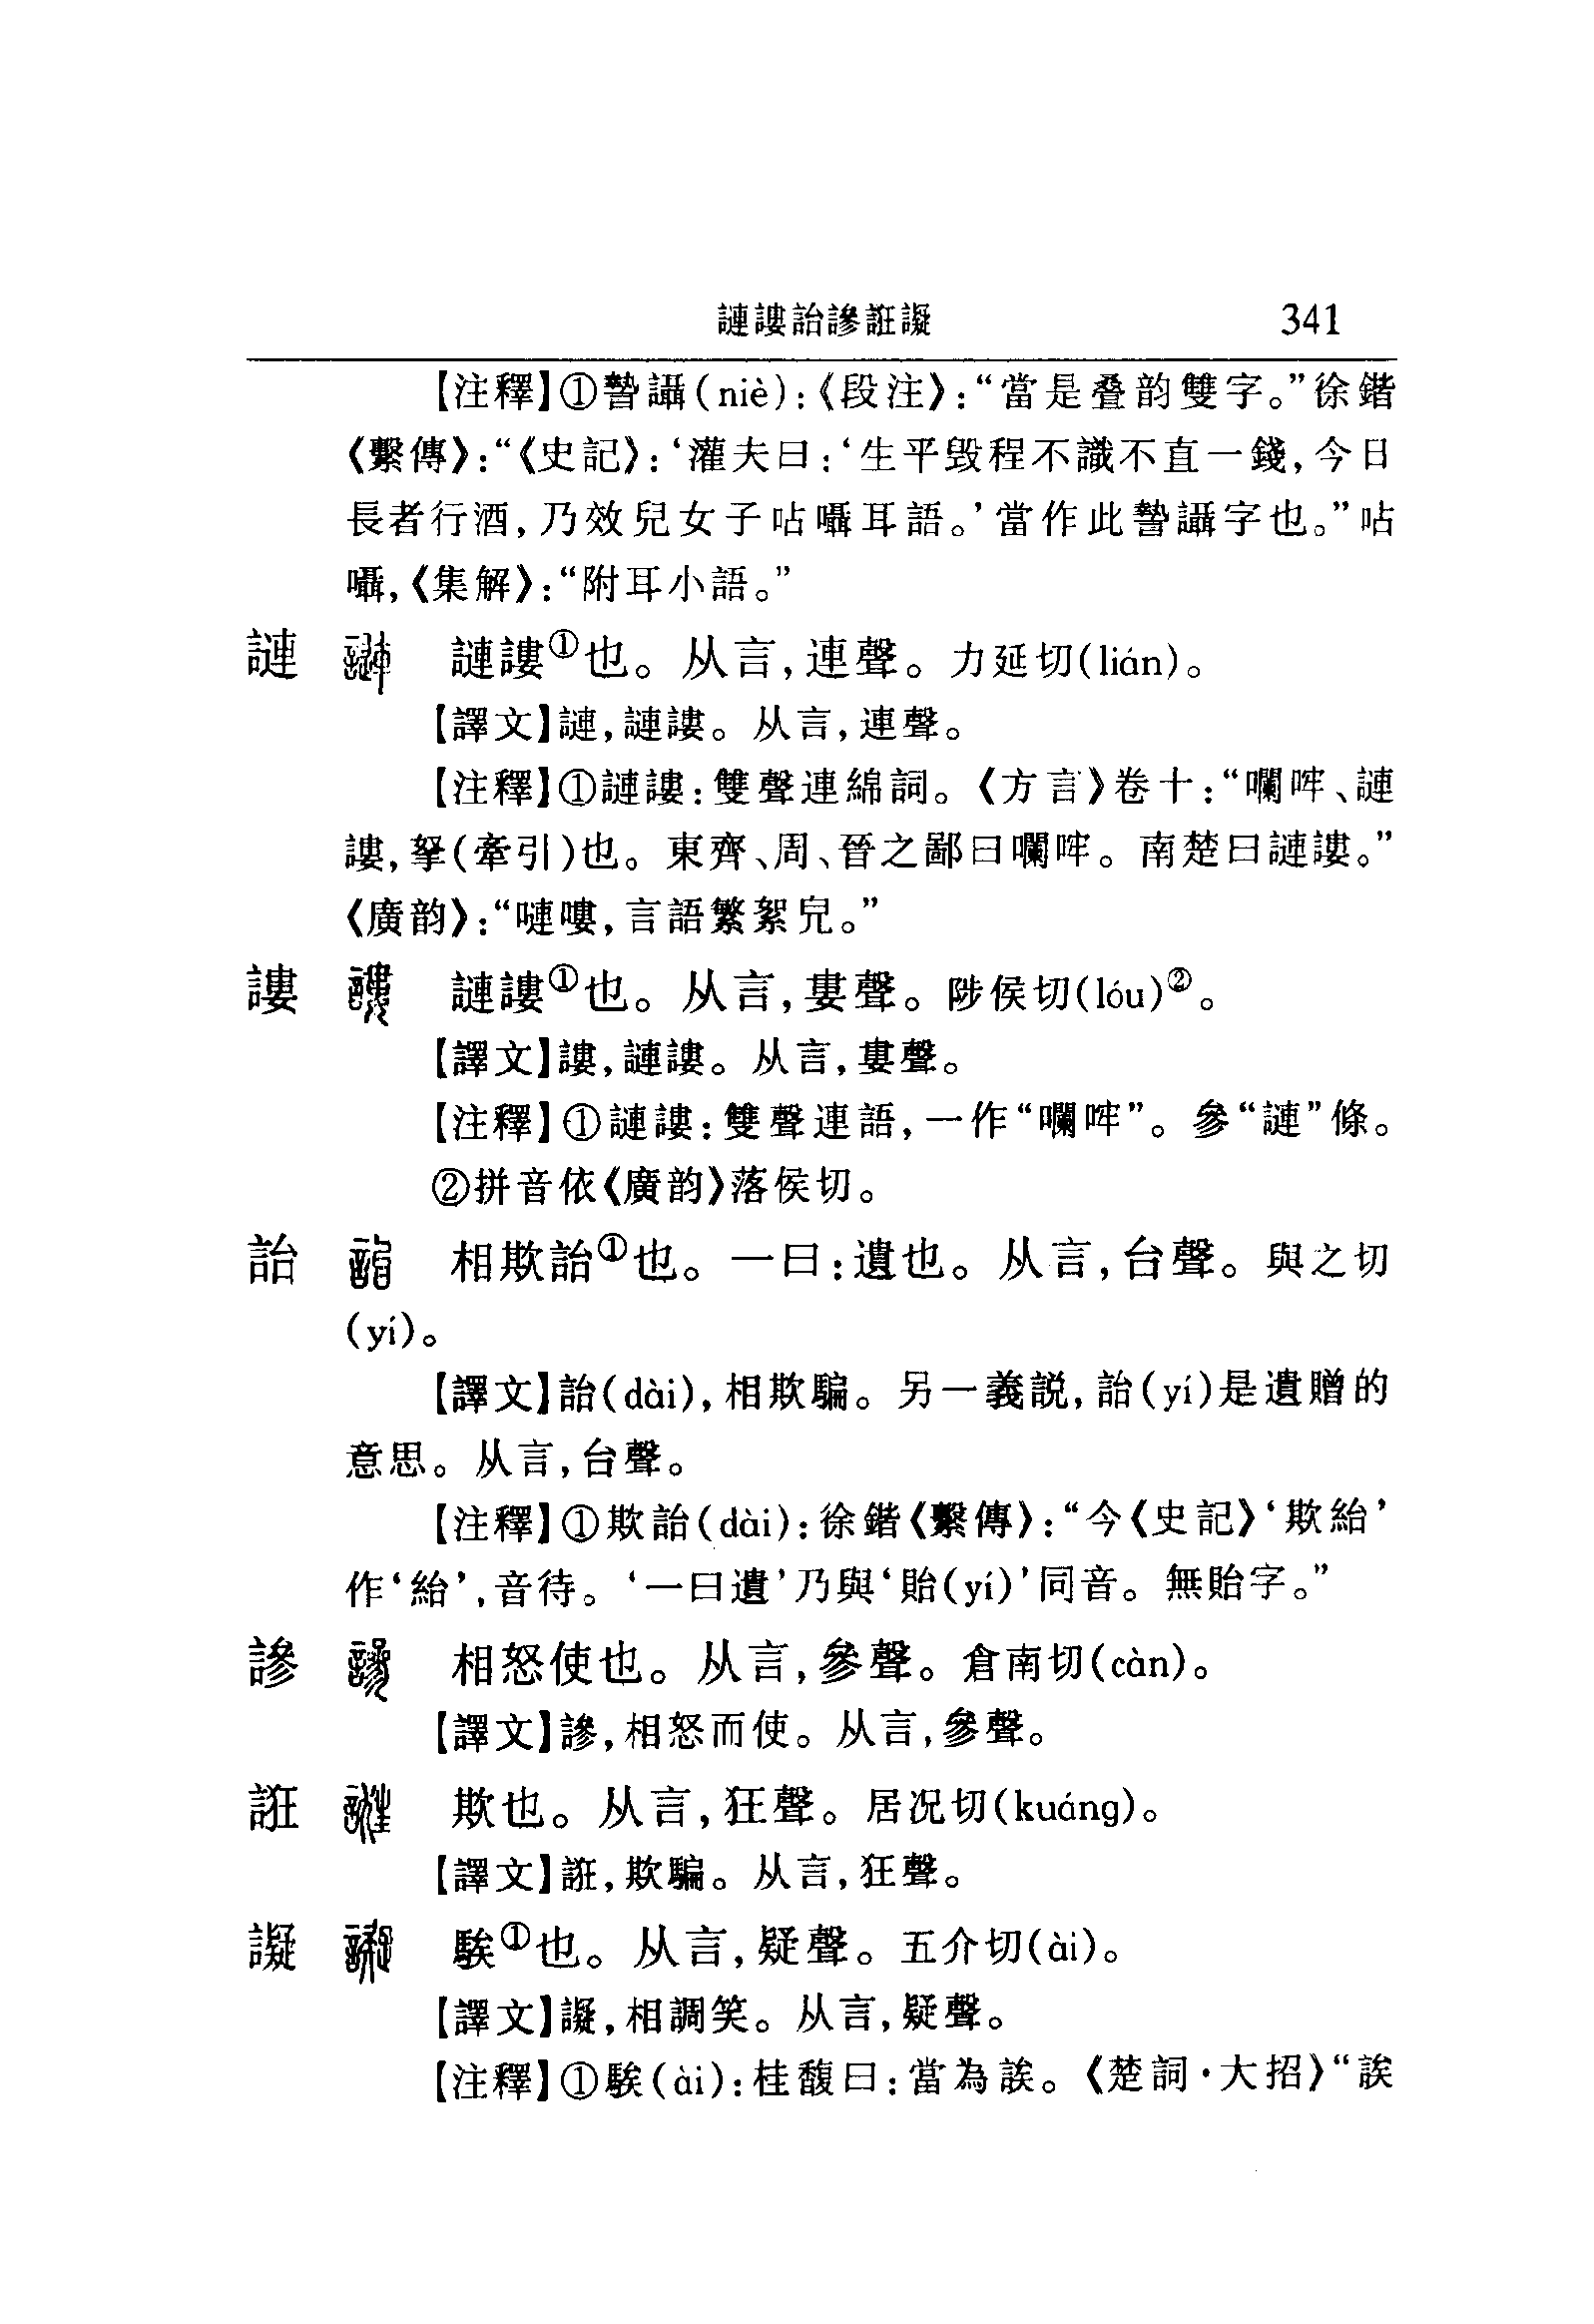 謰謱詒謲誑譺 341
【注釋】①謺讘(niè):《段注》:“當是叠韵雙字。”徐鍇
《繫傳》:“《史記》:‘灌夫曰:‘生平毁程不識不直一錢,今日
長者行酒,乃效兒女子呫囁耳語。’當作此謺讘字也。”呫
囁,《集解》:“附耳小語。”
謰 謰謱①也。从言,連聲。力延切(lián)。
【譯文】謰,謰謱。从言,連聲。
【注釋】①謰謱:雙聲連綿詞。《方言》卷十:“囒哰、謰
謱,拏(牽引)也。東齊、周、晉之鄙曰囒哰。南楚曰謰謱。”
《廣韵》:“嗹嘍,言語繁絮皃。”
謱 謰謱①也。从言,婁聲。陟侯切(lóu)②。
【譯文】謱,謰謱。从言,婁聲。
【注釋】①謰謱:雙聲連語,一作“囒哰”。參“謰”條。
②拼音依《廣韵》落侯切。
詒 相欺詒①也。一曰:遺也。从言,台聲。與之切
(yí)。
【譯文】詒(dài),相欺騙。另一義説,詒(yí)是遺贈的
意思。从言,台聲。
【注釋】①欺詒(dài):徐鍇《繫傳》:“今《史記》‘欺紿’
作‘紿’,音待。‘一曰遺’乃與‘貽(yí)’同音。無貽字。”
謲 相怒使也。从言,參聲。倉南切(càn)。
【譯文】謲,相怒而使。从言,參聲。
誑 欺也。从言,狂聲。居况切(kuáng)。
【譯文】誑,欺騙。从言,狂聲。
譺 騃①也。从言,疑聲。五介切(ài)。
【譯文】譺,相調笑。从言,疑聲。
【注釋】①騃(ài):桂馥曰:當為誒。《楚詞·大招》“誒